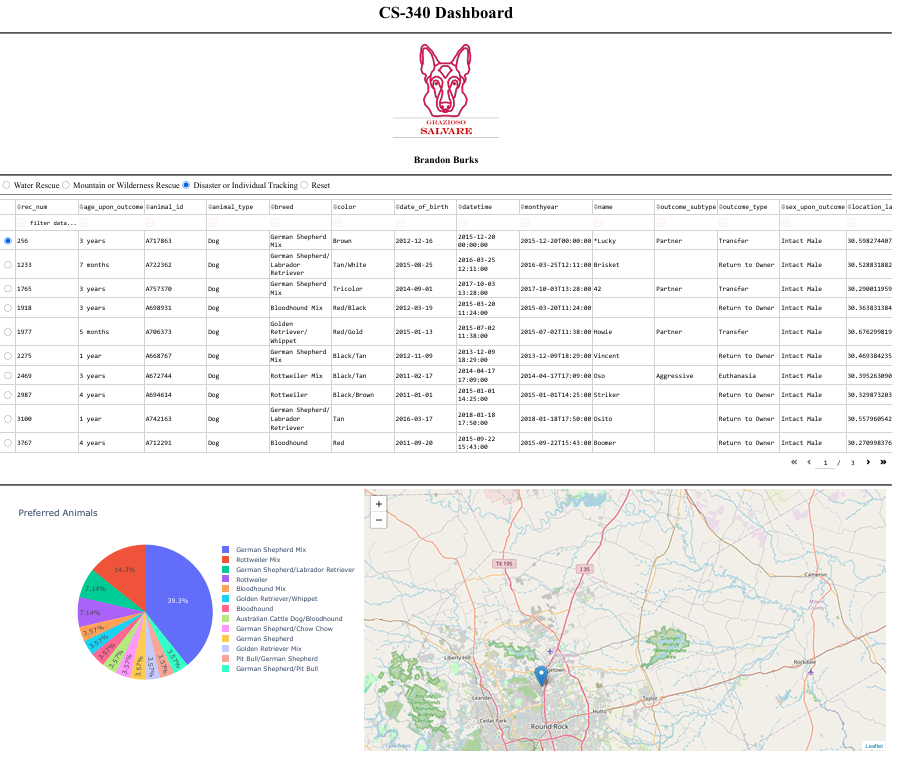 CS-340 Dashboard
GRAZIOSO
SALVARE
Brandon Burks
Water Rescue Mountain or Wilderness Rescue Disaster or Individual Tracking Reset
rec_num age_upon_outcome animal_id animal_type breed color date_of_birth datetime monthyear name outcome_subtype outcome_type sex_upon_outcome location_la
filter data...
256 3 years A717863 Dog German Shepherd Mix Brown 2012-12-16 2015-12-20 00:00:00 2015-12-20T00:00:00 *Lucky Partner Transfer Intact Male 30.598274407
1233 7 months A722362 Dog German Shepherd/ Labrador Retriever Tan/White 2015-08-25 2016-03-25 12:11:00 2016-03-25T12:11:00 Brisket Return to Owner Intact Male 30.528831882
1765 3 years A757370 Dog German Shepherd Mix Tricolor 2014-09-01 2017-10-03 13:28:00 2017-10-03T13:28:00 42 Partner Transfer Intact Male 30.290011959
1918 3 years A698931 Dog Bloodhound Mix Red/Black 2012-03-19 2015-03-20 11:24:00 2015-03-20T11:24:00 Return to Owner Intact Male 30.363831384
1977 5 months A706373 Dog Golden Retriever/ Whippet Red/Gold 2015-01-13 2015-07-02 11:38:00 2015-07-02T11:38:00 Howie Partner Transfer Intact Male 30.676299819
2275 1 year A668767 Dog German Shepherd Mix Black/Tan 2012-11-09 2013-12-09 18:29:00 2013-12-09T18:29:00 Vincent Return to Owner Intact Male 30.469384235
2469 3 years A672744 Dog Rottweiler Mix Black/Tan 2011-02-17 2014-04-17 17:09:00 2014-04-17T17:09:00 Oso Aggressive Euthanasia Intact Male 30.395263090
2987 4 years A694614 Dog Rottweiler Black/Brown 2011-01-01 2015-01-01 14:25:00 2015-01-01T14:25:00 Striker Return to Owner Intact Male 30.329873203
3100 1 year A742163 Dog German Shepherd/ Labrador Retriever Tan 2016-03-17 2018-01-18 17:50:00 2018-01-18T17:50:00 Osito Return to Owner Intact Male 30.557960542
3767 4 years A712291 Dog Bloodhound Red 2011-09-20 2015-09-22 15:43:00 2015-09-22T15:43:00 Boomer Return to Owner Intact Male 30.270998376
1 / 3
Preferred Animals
39.3%
14.3%
7.14%
7.14%
3.57%
3.57%
3.57%
3.57%
3.57%
3.57%
3.57%
3.57%
3.57%
German Shepherd Mix
Rottweiler Mix
German Shepherd/Labrador Retriever
Rottweiler
Bloodhound Mix
Golden Retriever/Whippet
Bloodhound
Australian Cattle Dog/Bloodhound
German Shepherd/Chow Chow
German Shepherd
Golden Retriever Mix
Pit Bull/German Shepherd
German Shepherd/Pit Bull
+
−
TX 195
I 35
Cameron
Granger Wildlife Management Area
Rockdale
Liberty Hill
Leander
Taylor
Hutto
Cedar Park
Round Rock
Leaflet